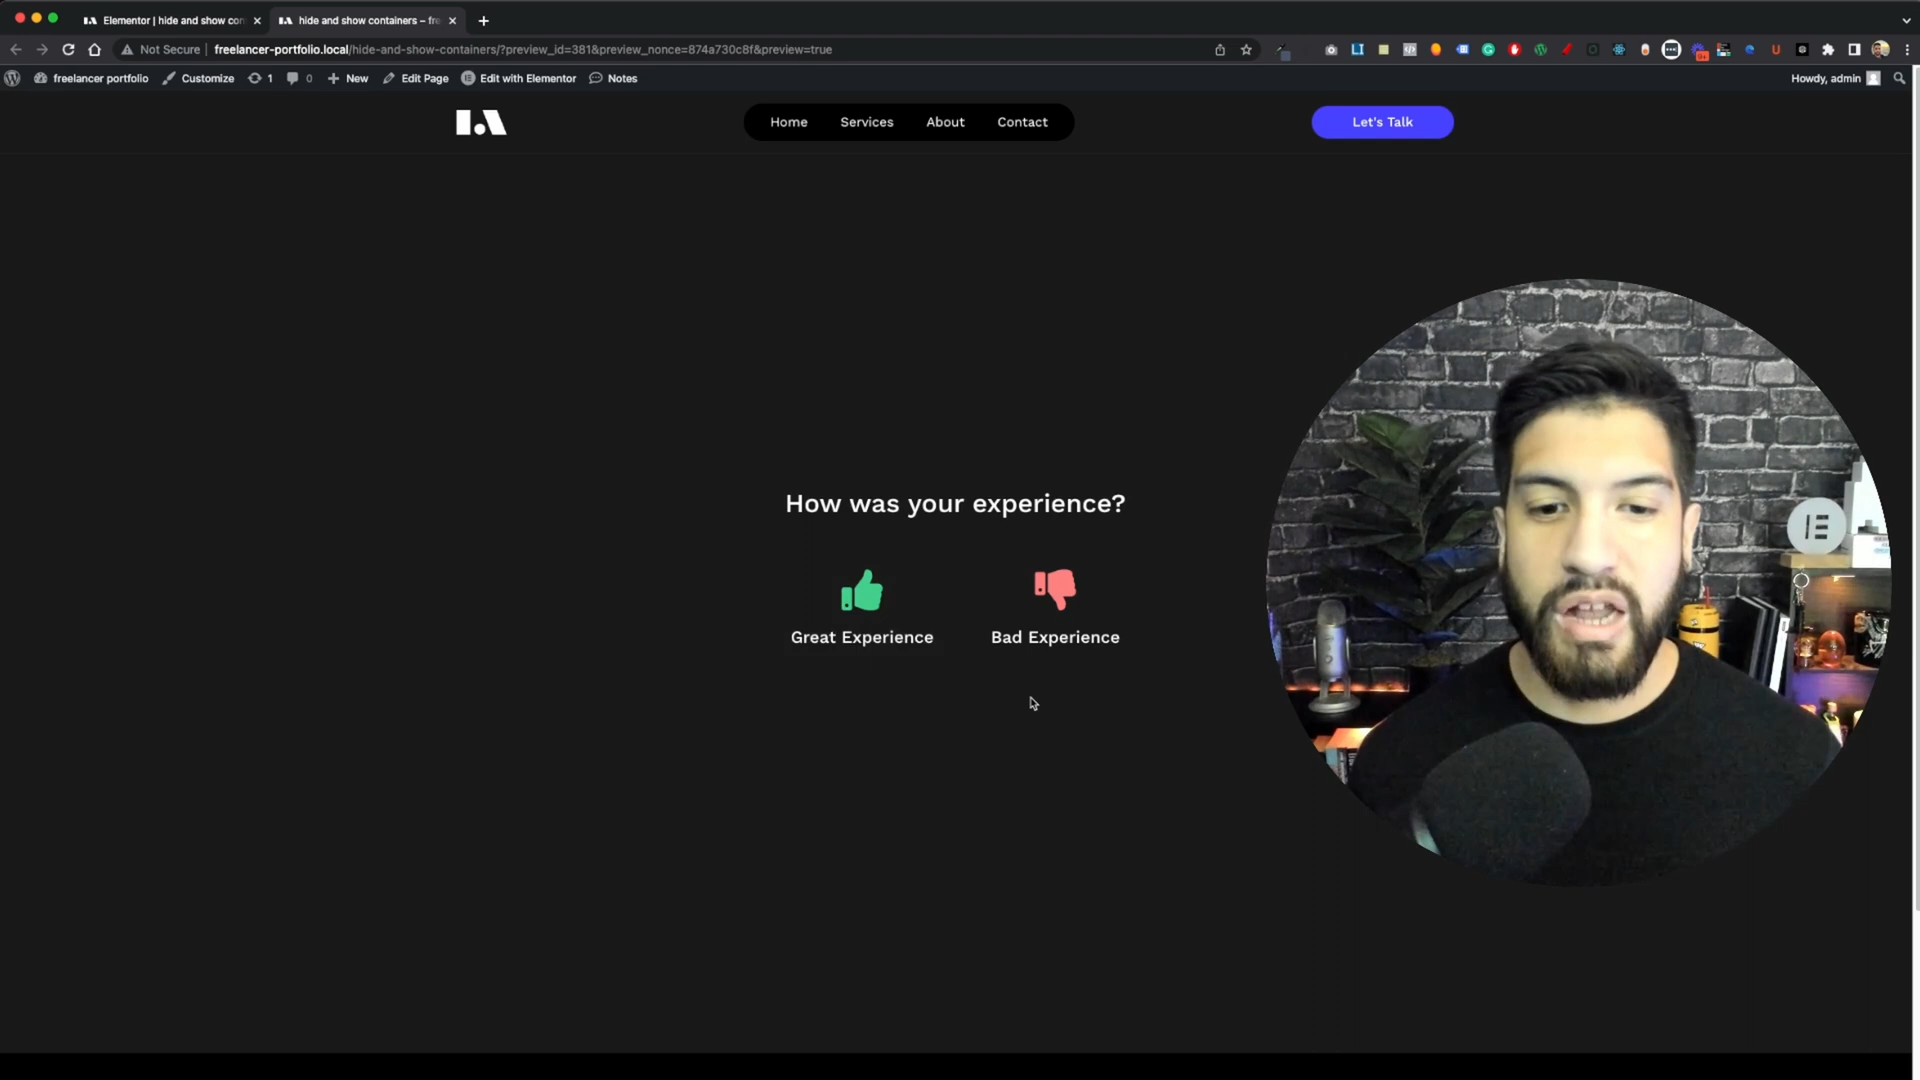 Elementor | hide and show con
hide and show containers – fre
Not Secure
freelancer-portfolio.local/hide-and-show-containers/?preview_id=381&preview_nonce=874a730c8f&preview=true
freelancer portfolio
Customize
1
0
New
Edit Page
Edit with Elementor
Notes
Howdy, admin
Home
Services
About
Contact
Let's Talk
How was your experience?
Great Experience
Bad Experience